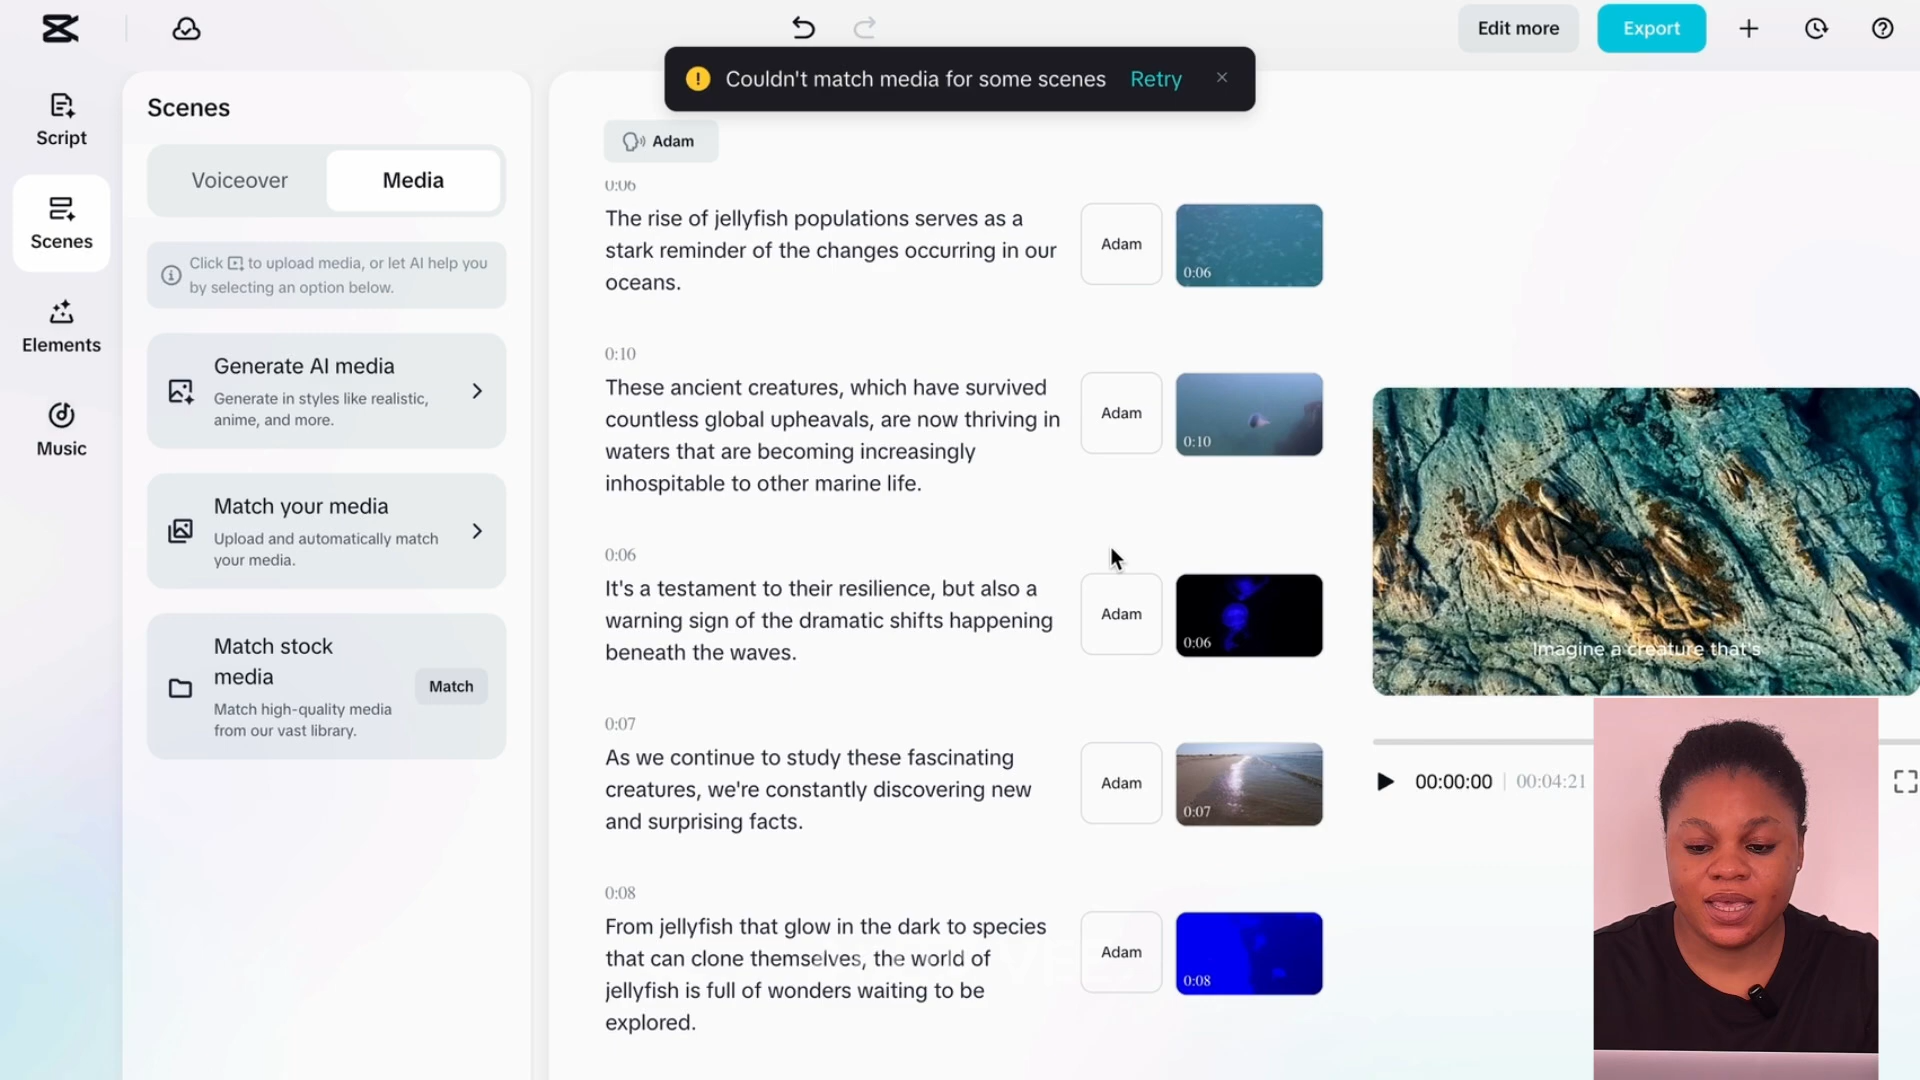 Edit more
Export
Couldn't match media for some scenes Retry
Script
Scenes
Elements
Music
Scenes
Voiceover
Media
Click to upload media, or let AI help you
by selecting an option below.
Generate AI media
Generate in styles like realistic,
anime, and more.
Match your media
Upload and automatically match
your media.
Match stock
media
Match high-quality media
from our vast library.
Match
Adam
0:06
The rise of jellyfish populations serves as a
stark reminder of the changes occurring in our
oceans.
Adam
0:06
0:10
These ancient creatures, which have survived
countless global upheavals, are now thriving in
waters that are becoming increasingly
inhospitable to other marine life.
Adam
0:10
0:06
It's a testament to their resilience, but also a
warning sign of the dramatic shifts happening
beneath the waves.
Adam
0:06
0:07
As we continue to study these fascinating
creatures, we're constantly discovering new
and surprising facts.
Adam
0:07
0:08
From jellyfish that glow in the dark to species
that can clone themselves, the world of
jellyfish is full of wonders waiting to be
explored.
Adam
0:08
Imagine a creature that's
00:00:00 | 00:04:21